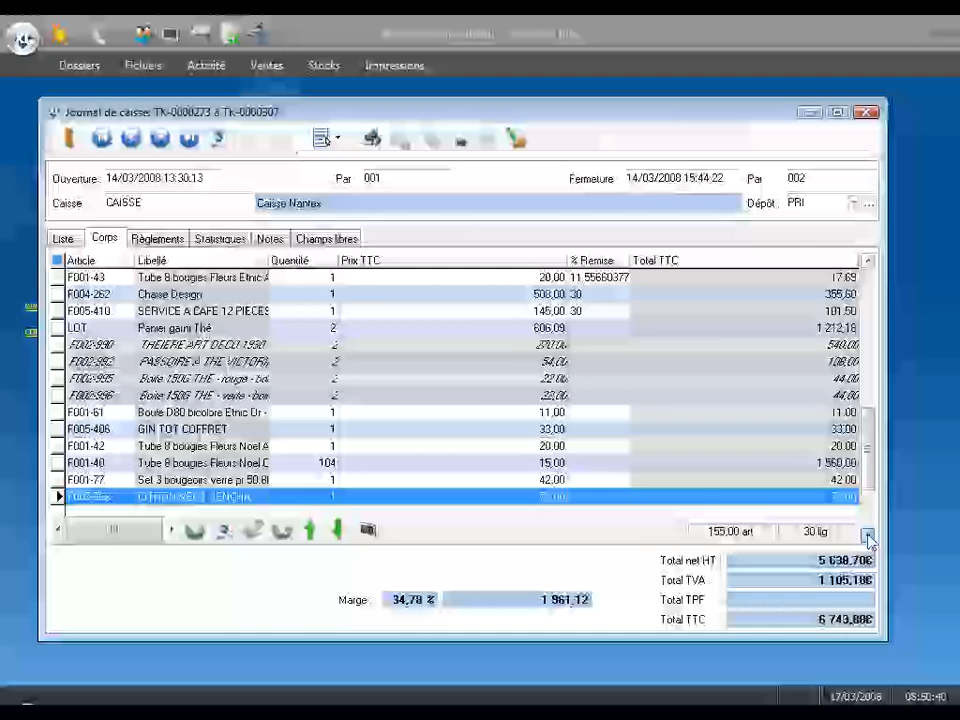 Dossiers Fichiers Activité Ventes Stocks Impressions
Journal de caisse: TK-0000273 à TK-0000307
Ouverture: 14/03/2008 13:30:13 Par 001 Fermeture 14/03/2008 15:44:22 Par 002
Caisse CAISSE Caisse Nantes Dépôt: PRI
Liste Corps Règlements Statistiques Notes Champs libres
Article Libellé Quantité Prix TTC % Remise Total TTC
F001-43 Tube 8 bougies Fleurs Etnic A 1 20,00 11.55660377 17.69
F004-262 Chaise Design 1 508,00 30 355,60
F005-410 SERVICE A CAFE 12 PIECES 1 145,00 30 101.50
LOT Panier garni Thé 2 606,09 1 212,18
F002-990 THEIERE ART DECO 1930 2 270,00 540,00
F002-992 PASSOIRE A THE VICTORI 2 54,00 108,00
F002-995 Boite 150G THE - rouge - bo 2 22,00 44,00
F002-996 Boite 150G THE - verte - bo 2 22,00 44,00
F001-61 Boule D80 bicolore Etnic Or - 1 11,00 11.00
F005-406 GIN TOT COFFRET 1 33,00 33,00
F001-42 Tube 8 bougies Fleurs Noel A 1 20.00 20.00
F001-40 Tube 8 bougies Fleurs Noel C 104 15,00 1 560,00
F001-77 Set 3 bougeoirs verre pi 50.8 1 42,00 42.00
1
155,00 art 30 lig
Total net HT 5 638,70€
Total TVA 1 105,18€
Marge 34,78 % 1 961,12 Total TPF
Total TTC 6 743,88€
17/03/2008 08:50:40